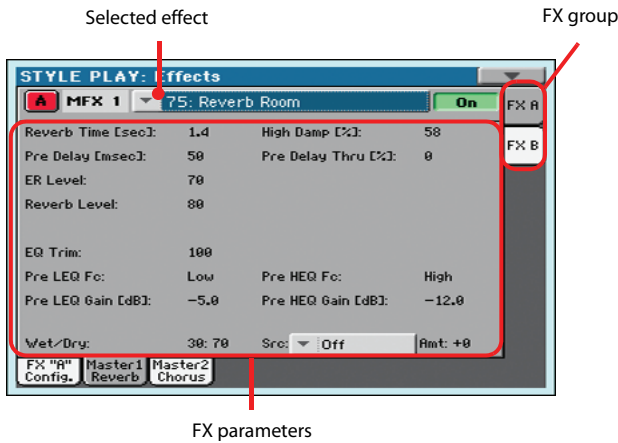 Selected effect
FX group
STYLE PLAY: Effects
A MFX 1 75: Reverb Room On
FX A
FX B
Reverb Time [sec]: 1.4 High Damp [%]: 58
Pre Delay [msec]: 50 Pre Delay Thru [%]: 0
ER Level: 70
Reverb Level: 80
EQ Trim: 100
Pre LEQ Fc: Low Pre HEQ Fc: High
Pre LEQ Gain [dB]: -5.0 Pre HEQ Gain [dB]: -12.0
Wet/Dry: 30:70 Src: Off Amt: +0
FX "A" Master1 Master2
Config. Reverb Chorus
FX parameters